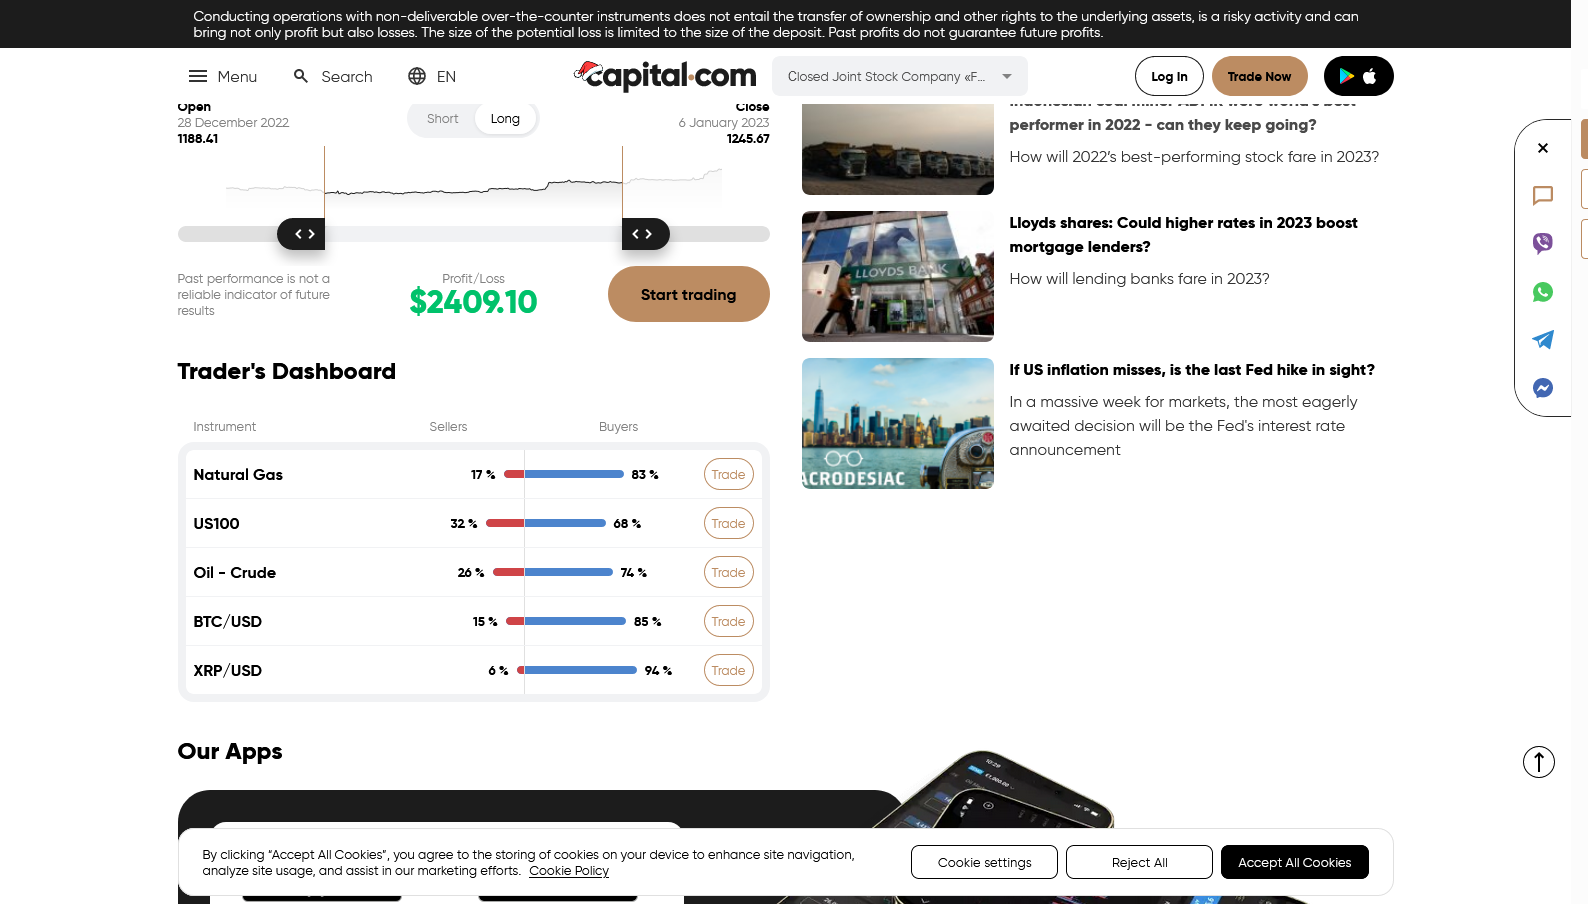 Conducting operations with non-deliverable over-the-counter instruments does not entail the transfer of ownership and other rights to the underlying assets, is a risky activity and can
bring not only profit but also losses. The size of the potential loss is limited to the size of the deposit. Past profits do not guarantee future profits.
Menu
Search
EN
capital.com
Closed Joint Stock Company «F...
Log In
Trade Now
Open
28 December 2022
1188.41
Short
Long
Close
6 January 2023
1245.67
Past performance is not a
reliable indicator of future
results
Profit/Loss
$2409.10
Start trading
Trader's Dashboard
Instrument
Sellers
Buyers
Natural Gas
17 %
83 %
Trade
US100
32 %
68 %
Trade
Oil - Crude
26 %
74 %
Trade
BTC/USD
15 %
85 %
Trade
XRP/USD
6 %
94 %
Trade
Indonesian coal miner ADMR were world's best
performer in 2022 - can they keep going?
How will 2022's best-performing stock fare in 2023?
LLOYDS BANK
Lloyds shares: Could higher rates in 2023 boost
mortgage lenders?
How will lending banks fare in 2023?
ACRODESIAC
If US inflation misses, is the last Fed hike in sight?
In a massive week for markets, the most eagerly
awaited decision will be the Fed's interest rate
announcement
Our Apps
10:29
By clicking “Accept All Cookies”, you agree to the storing of cookies on your device to enhance site navigation,
analyze site usage, and assist in our marketing efforts. Cookie Policy
Cookie settings
Reject All
Accept All Cookies